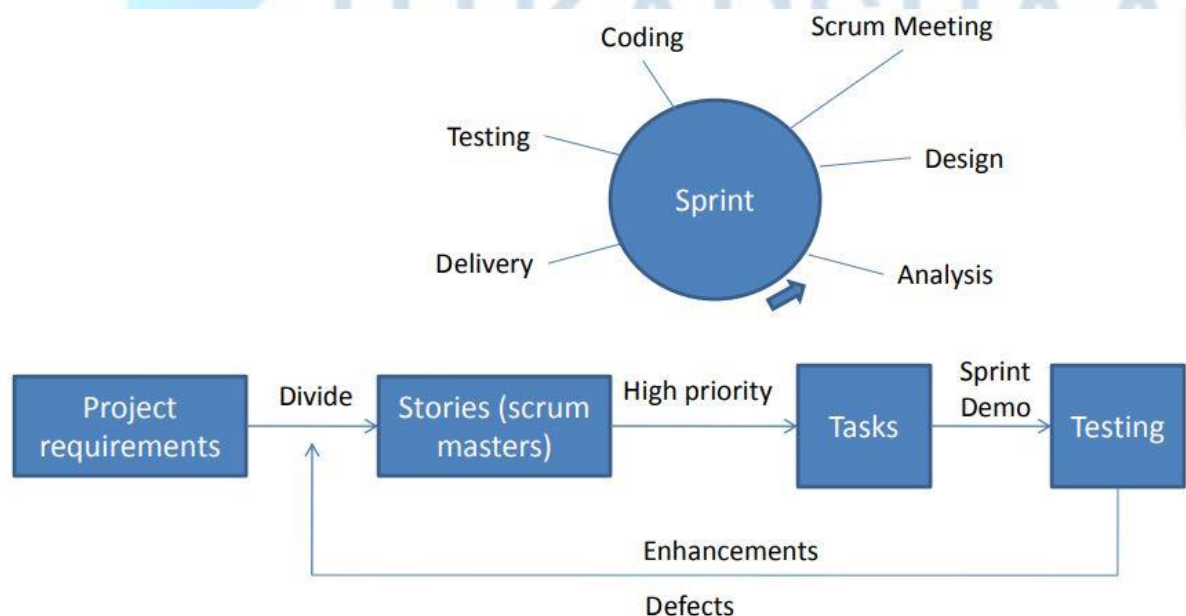 Coding
Scrum Meeting
Testing
Design
Sprint
Delivery
Analysis
Project
requirements
Divide
Stories (scrum
masters)
High priority
Tasks
Sprint
Demo
Testing
Enhancements
Defects